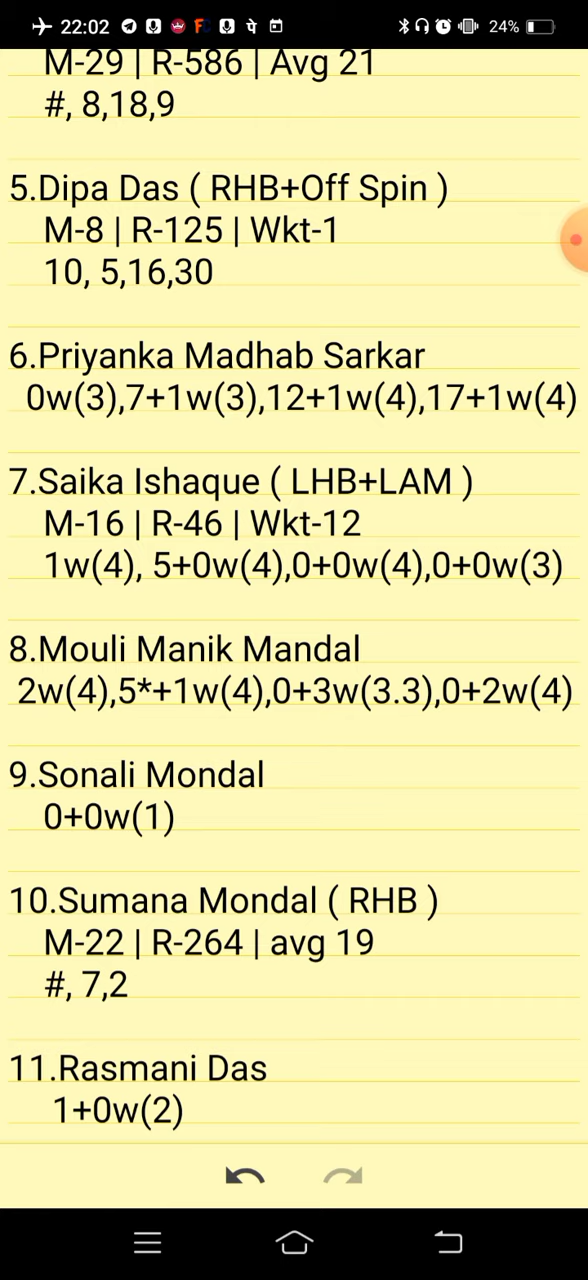 22:02
24%
M-29 | R-586 | Avg 21
#, 8,18,9
5.Dipa Das ( RHB+Off Spin )
M-8 | R-125 | Wkt-1
10, 5,16,30
6.Priyanka Madhab Sarkar
0w(3),7+1w(3),12+1w(4),17+1w(4)
7.Saika Ishaque ( LHB+LAM )
M-16 | R-46 | Wkt-12
1w(4), 5+0w(4),0+0w(4),0+0w(3)
8.Mouli Manik Mandal
2w(4),5*+1w(4),0+3w(3.3),0+2w(4)
9.Sonali Mondal
0+0w(1)
10.Sumana Mondal ( RHB )
M-22 | R-264 | avg 19
#, 7,2
11.Rasmani Das
1+0w(2)